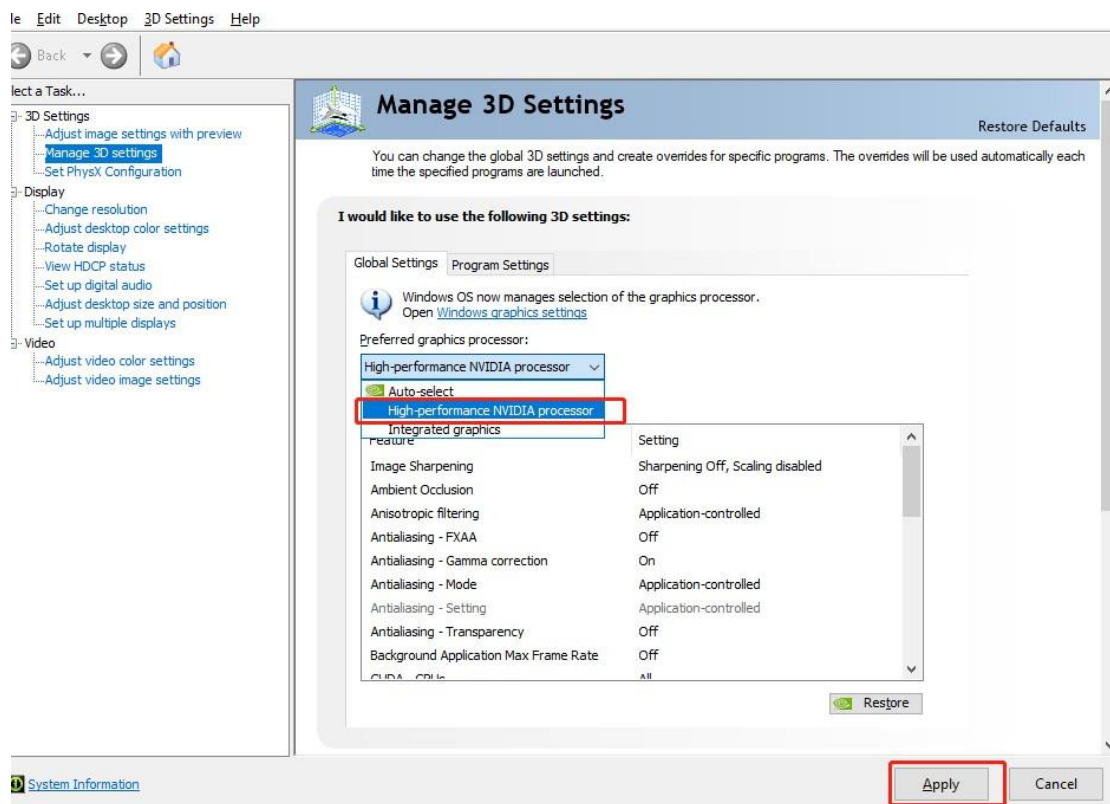 le Edit Desktop 3D Settings Help
Back
lect a Task...
3D Settings
Adjust image settings with preview
Manage 3D settings
Set PhysX Configuration
Display
Change resolution
Adjust desktop color settings
Rotate display
View HDCP status
Set up digital audio
Adjust desktop size and position
Set up multiple displays
Video
Adjust video color settings
Adjust video image settings
System Information
Manage 3D Settings
Restore Defaults
You can change the global 3D settings and create overrides for specific programs. The overrides will be used automatically each
time the specified programs are launched.
I would like to use the following 3D settings:
Global Settings Program Settings
Windows OS now manages selection of the graphics processor.
Open Windows graphics settings
Preferred graphics processor:
High-performance NVIDIA processor
Auto-select
High-performance NVIDIA processor
Integrated graphics
Feature Setting
Image Sharpening Sharpening Off, Scaling disabled
Ambient Occlusion Off
Anisotropic filtering Application-controlled
Antialiasing - FXAA Off
Antialiasing - Gamma correction On
Antialiasing - Mode Application-controlled
Antialiasing - Setting Application-controlled
Antialiasing - Transparency Off
Background Application Max Frame Rate Off
CUDA - GPUs All
Restore
Apply Cancel